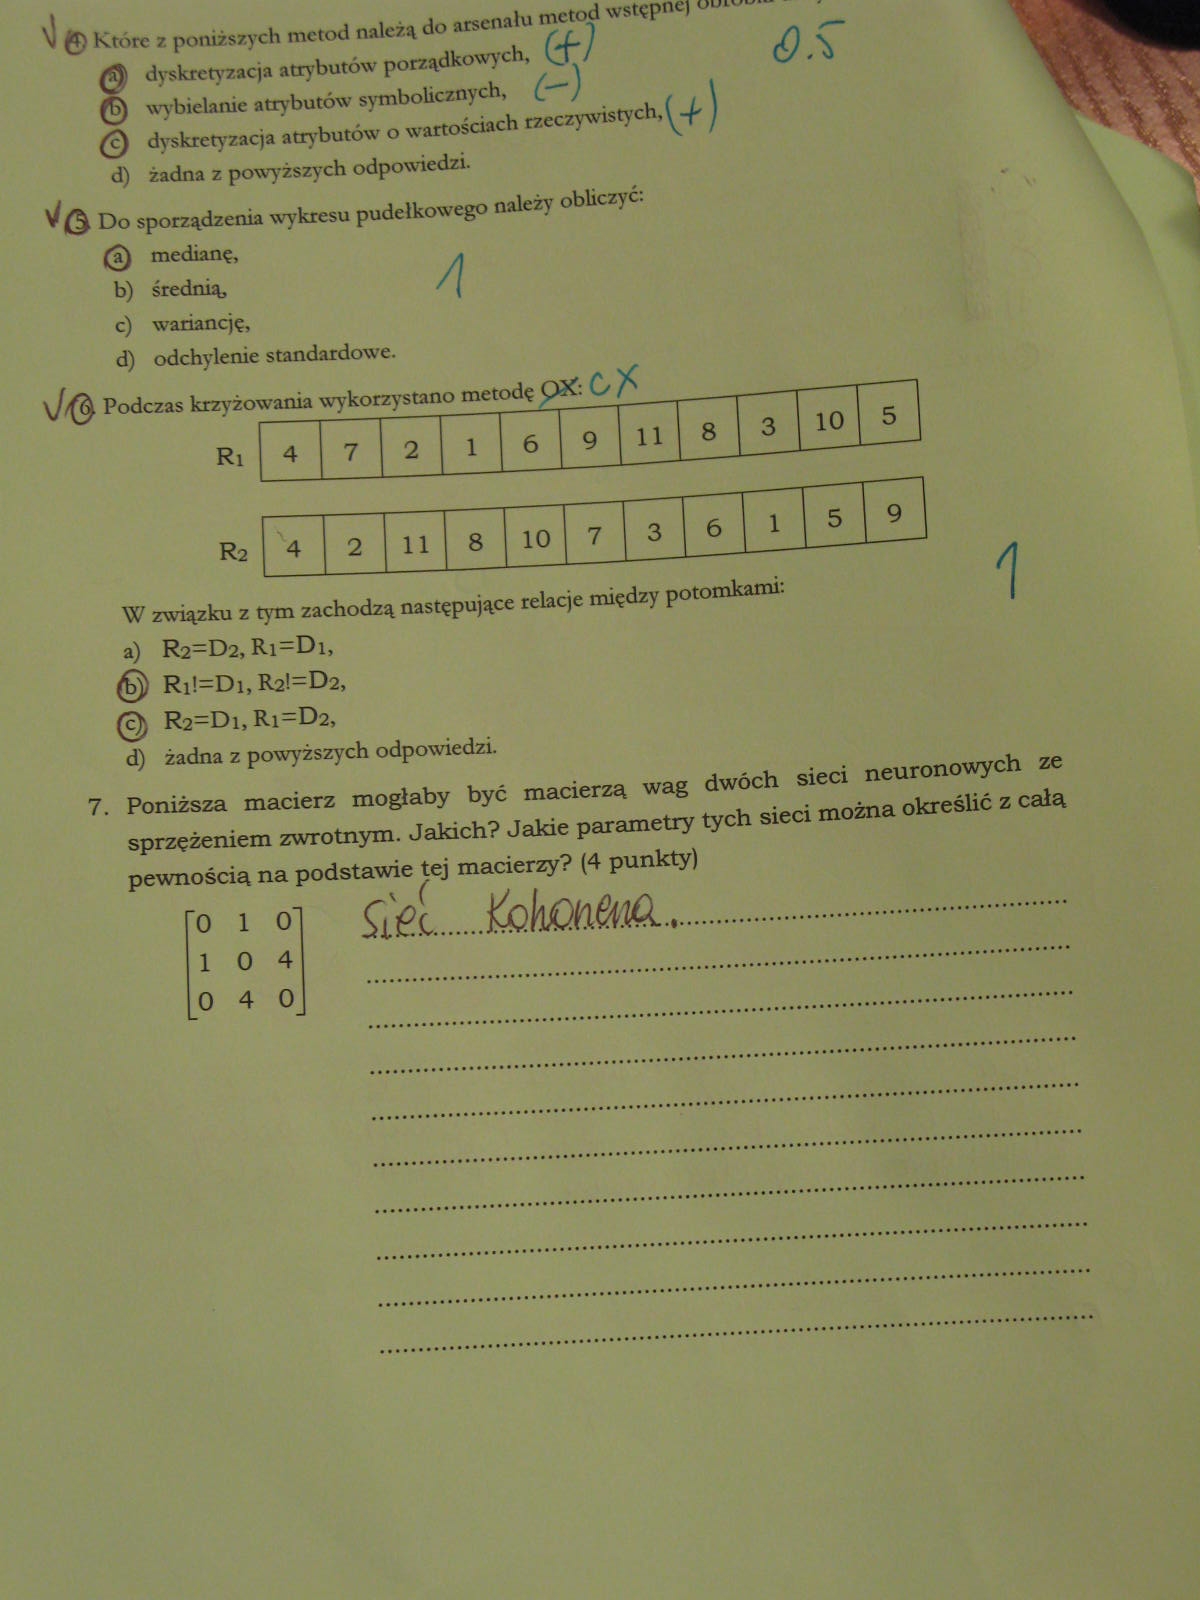 V 4) Które z poniższych metod należą do arsenału metod wstępnej
0.5
a) dyskretyzacja atrybutów porządkowych, (+)
b) wybielanie atrybutów symbolicznych, (-)
c) dyskretyzacja atrybutów o wartościach rzeczywistych, (+)
d) żadna z powyższych odpowiedzi.
V 5. Do sporządzenia wykresu pudełkowego należy obliczyć:
a) medianę,
b) średnią,
c) wariancję,
d) odchylenie standardowe.
1
V 6. Podczas krzyżowania wykorzystano metodę OX: CX
R1 4 7 2 1 6 9 11 8 3 10 5
R2 4 2 11 8 10 7 3 6 1 5 9
1
W związku z tym zachodzą następujące relacje między potomkami:
a) R2=D2, R1=D1,
b) R1!=D1, R2!=D2,
c) R2=D1, R1=D2,
d) żadna z powyższych odpowiedzi.
7. Poniższa macierz mogłaby być macierzą wag dwóch sieci neuronowych ze
sprzężeniem zwrotnym. Jakich? Jakie parametry tych sieci można określić z całą
pewnością na podstawie tej macierzy? (4 punkty)
0 1 0
1 0 4
0 4 0
Sieć Kohonena.